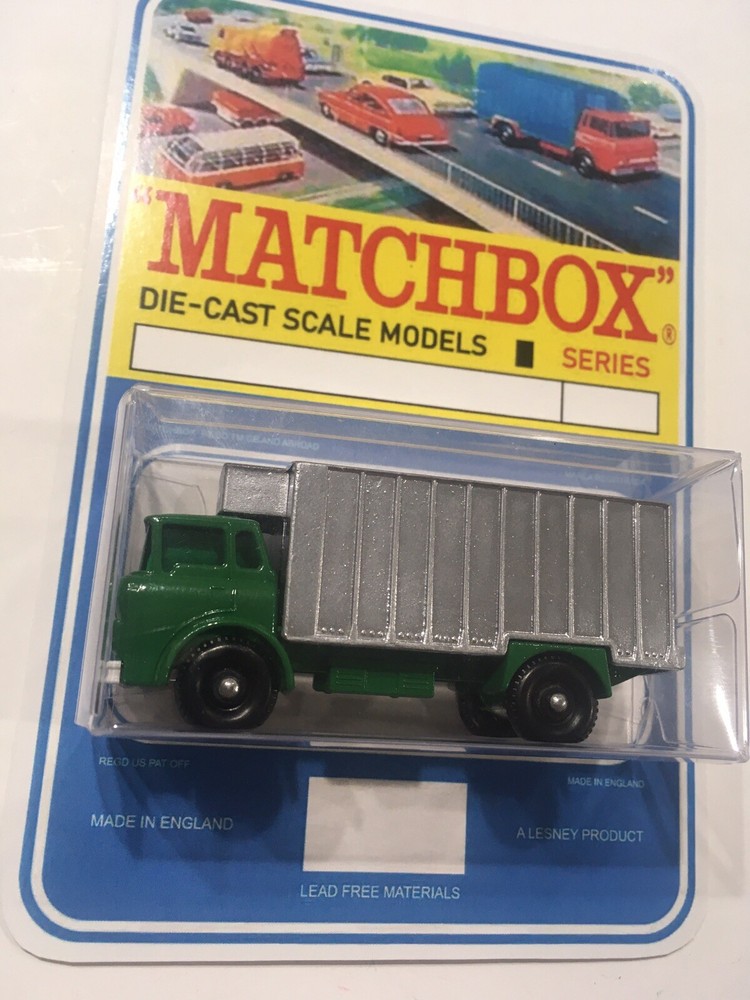 "MATCHBOX"®
DIE-CAST SCALE MODELS SERIES
REGD US PAT OFF
MADE IN ENGLAND
MADE IN ENGLAND
A LESNEY PRODUCT
LEAD FREE MATERIALS